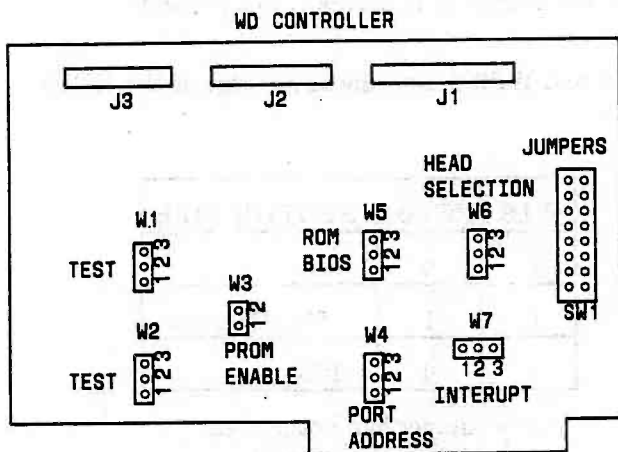 WD CONTROLLER
J3
J2
J1
JUMPERS
HEAD
SELECTION
W.1
W5
W6
TEST
1 2 3
ROM
BIOS
1 2 3
1 2 3
W3
1 2
SW1
W2
PROM
ENABLE
W4
W7
TEST
1 2 3
1 2 3
1 2 3
INTERUPT
PORT
ADDRESS